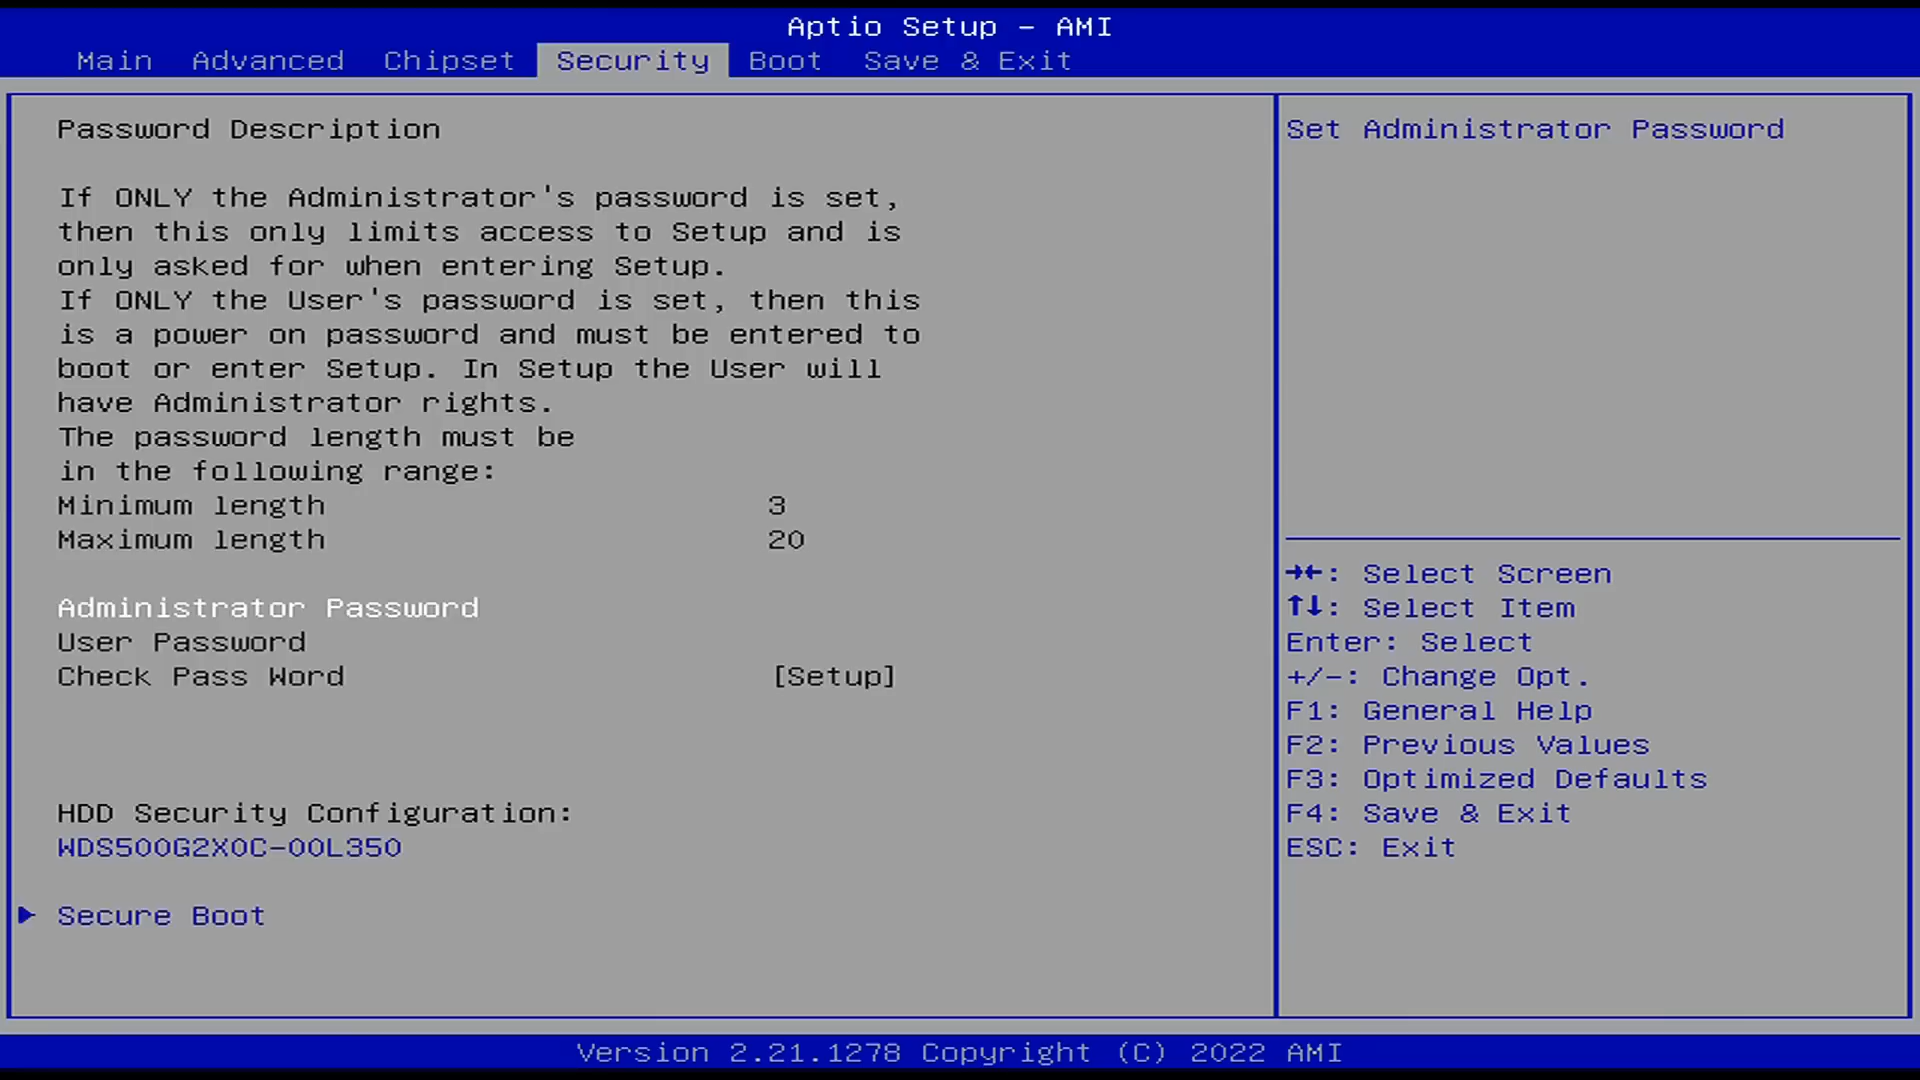 Aptio Setup - AMI
Main Advanced Chipset Security Boot Save & Exit
Password Description
If ONLY the Administrator's password is set,
then this only limits access to Setup and is
only asked for when entering Setup.
If ONLY the User's password is set, then this
is a power on password and must be entered to
boot or enter Setup. In Setup the User will
have Administrator rights.
The password length must be
in the following range:
Minimum length 3
Maximum length 20
Administrator Password
User Password
Check Pass Word [Setup]
HDD Security Configuration:
WDS500G2X0C-00L350
Secure Boot
Set Administrator Password
→←: Select Screen
↑↓: Select Item
Enter: Select
+/-: Change Opt.
F1: General Help
F2: Previous Values
F3: Optimized Defaults
F4: Save & Exit
ESC: Exit
Version 2.21.1278 Copyright (C) 2022 AMI